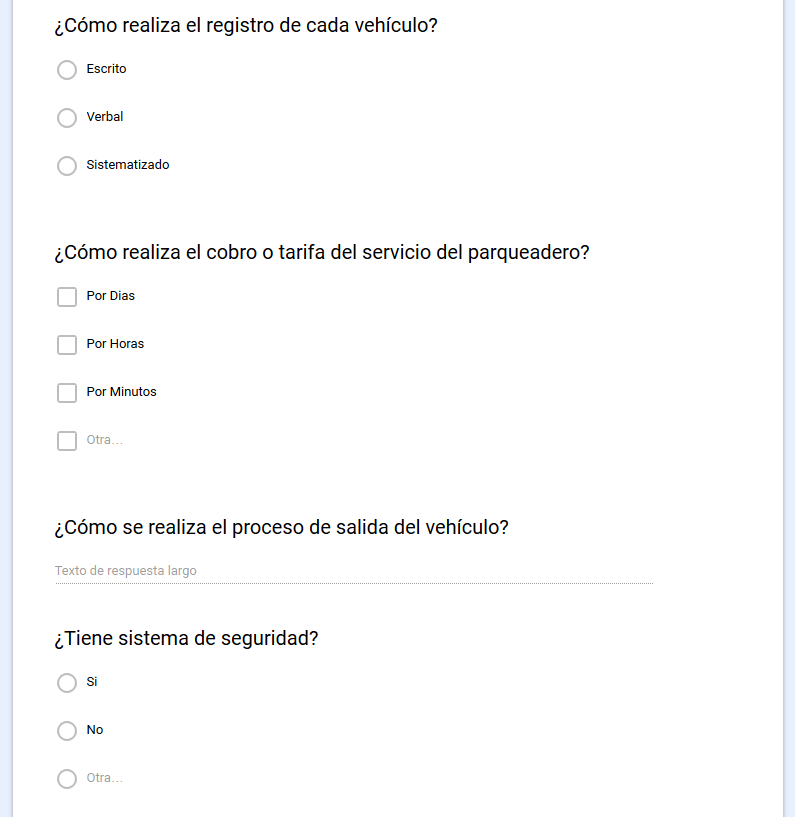 ¿Cómo realiza el registro de cada vehículo?
Escrito
Verbal
Sistematizado
¿Cómo realiza el cobro o tarifa del servicio del parqueadero?
Por Dias
Por Horas
Por Minutos
Otra...
¿Cómo se realiza el proceso de salida del vehículo?
Texto de respuesta largo
¿Tiene sistema de seguridad?
Si
No
Otra...